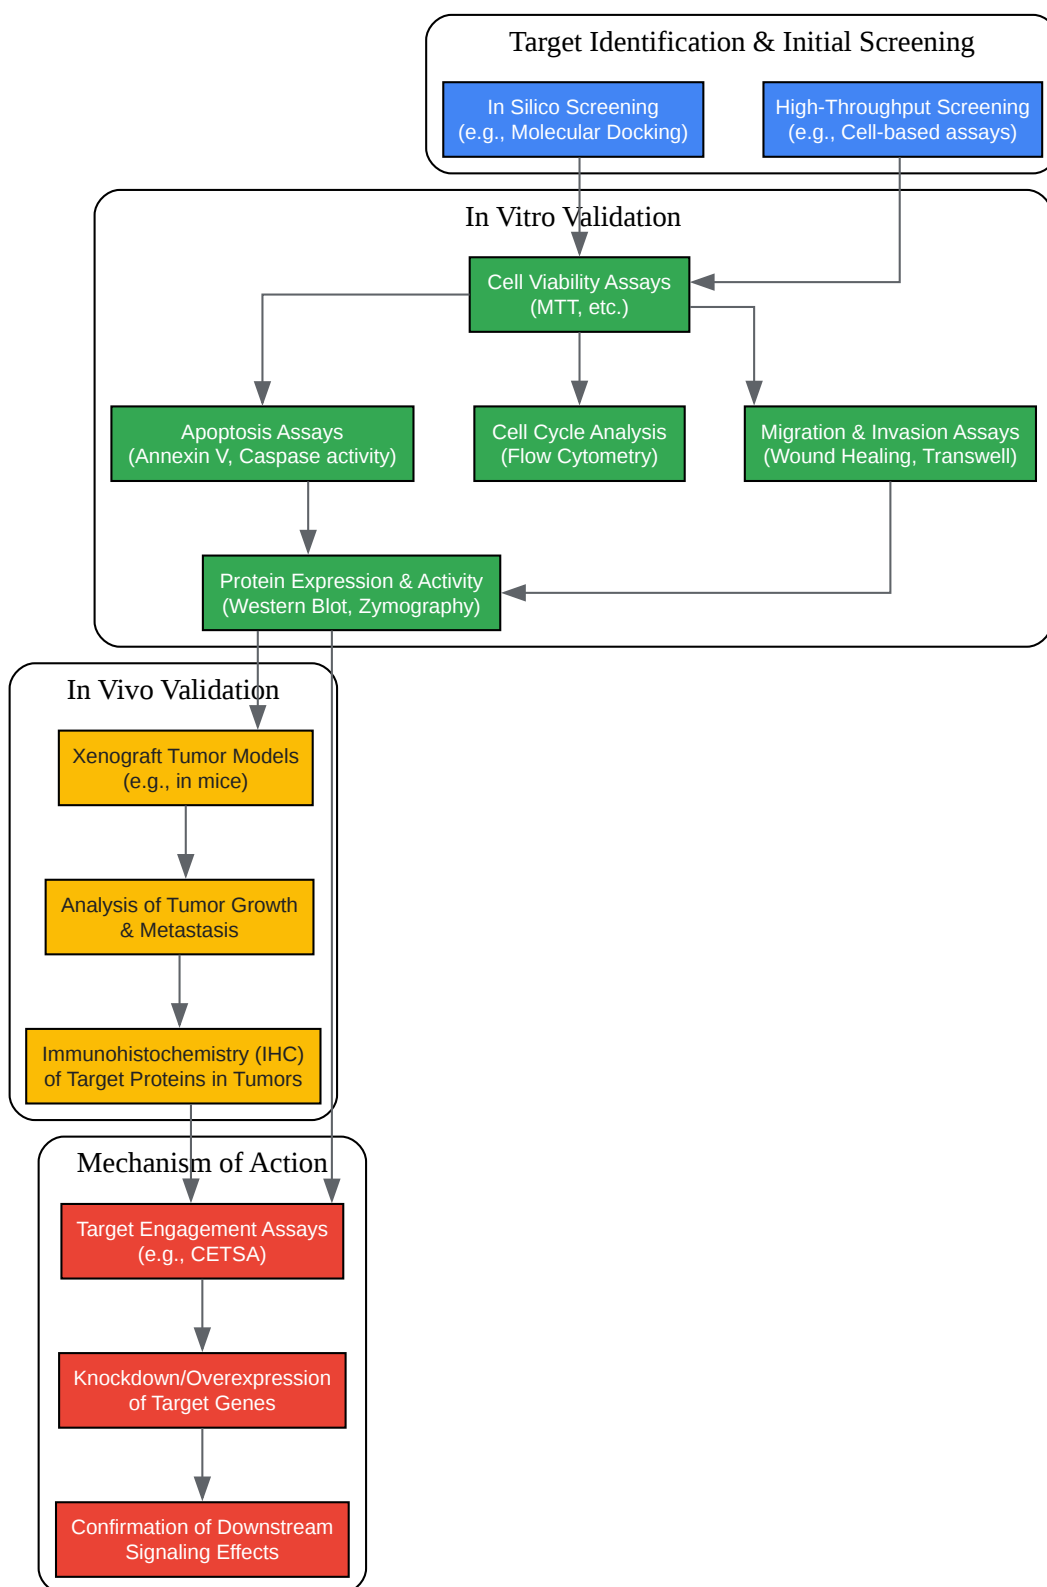 Target Identification & Initial Screening
In Silico Screening
(e.g., Molecular Docking)
High-Throughput Screening
(e.g., Cell-based assays)
In Vitro Validation
Cell Viability Assays
(MTT, etc.)
Apoptosis Assays
(Annexin V, Caspase activity)
Cell Cycle Analysis
(Flow Cytometry)
Migration & Invasion Assays
(Wound Healing, Transwell)
Protein Expression & Activity
(Western Blot, Zymography)
In Vivo Validation
Xenograft Tumor Models
(e.g., in mice)
Analysis of Tumor Growth
& Metastasis
Immunohistochemistry (IHC)
of Target Proteins in Tumors
Mechanism of Action
Target Engagement Assays
(e.g., CETSA)
Knockdown/Overexpression
of Target Genes
Confirmation of Downstream
Signaling Effects